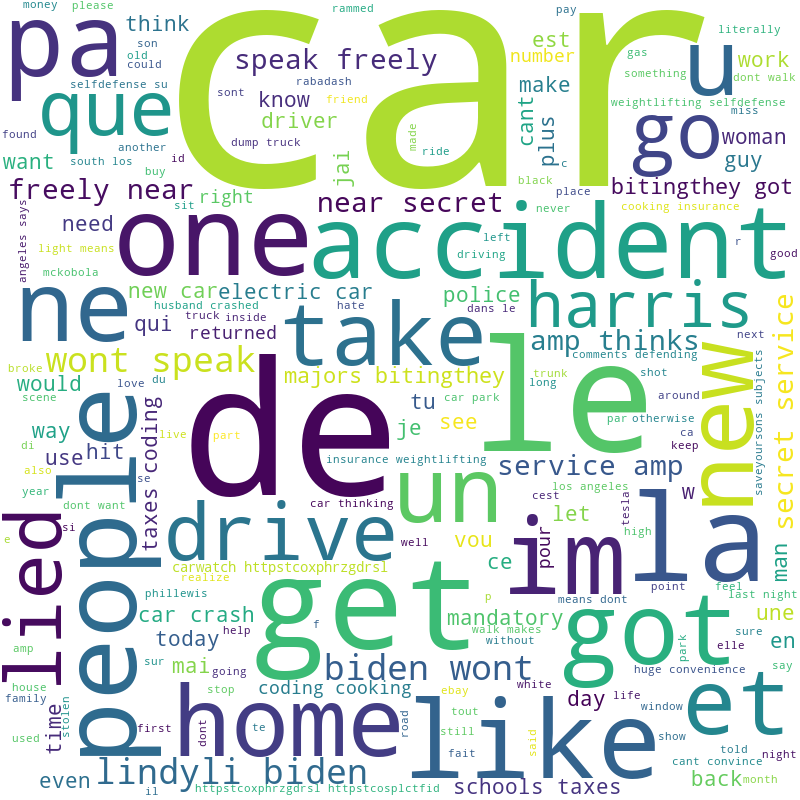 money
please
rammed
pay
literally
car
pa
think
son
old
could
speak freely
est
number
gas
something
dont walk
u
work
selfdefense su
rabadash
make
cant
plus
weightlifting selfdefense
que
sont
friend
know
driver
miss
found
another
dump truck
made
ride
c
black
go
woman
guy
want
south los
id
buy
jai
place
freely near
right
sit
near secret
never
bitingthey got
cooking insurance
angeles says
need
one
accident
left
driving
r
good
light means
mckobola
ne
new car
electric car
police
dans le
harris
husband crashed
hate
take
qui
truck
inside
returned
amp thinks
next
wont speak
broke
comments defending
long
shot
new
secret service
saveyoursons subjects
would
scene
love
du
majors bitingthey
trunk
car park
around
par
otherwise
people
de
le
tu
see
je
way
di
use
hit
live
part
ca
keep
also
year
se
taxes coding
insurance weightlifting
service amp
w
cest
los angeles
tesla
dont want
car thinking
un
let
high
lied
si
drive
im
la
man
e
well
vou
pour
carwatch httpstcoxphrzgdrsl
realize
ce
point
feel
last night
phillewis
get
p
means dont
got
car crash
mandatory
une
amp
f
walk makes
without
sure
en
today
help
house
family
sur
mai
going
biden wont
park
elle
say
stop
huge convenience
time
stolen
coding cooking
ebay
white
day
life
window
et
used
first
dont
home
like
te
road
tout
still
said
show
told
night
even
lindyli biden
fait
cant convince
back
month
il
httpstcoxphrzgdrsl httpstcosplctfid
schools taxes